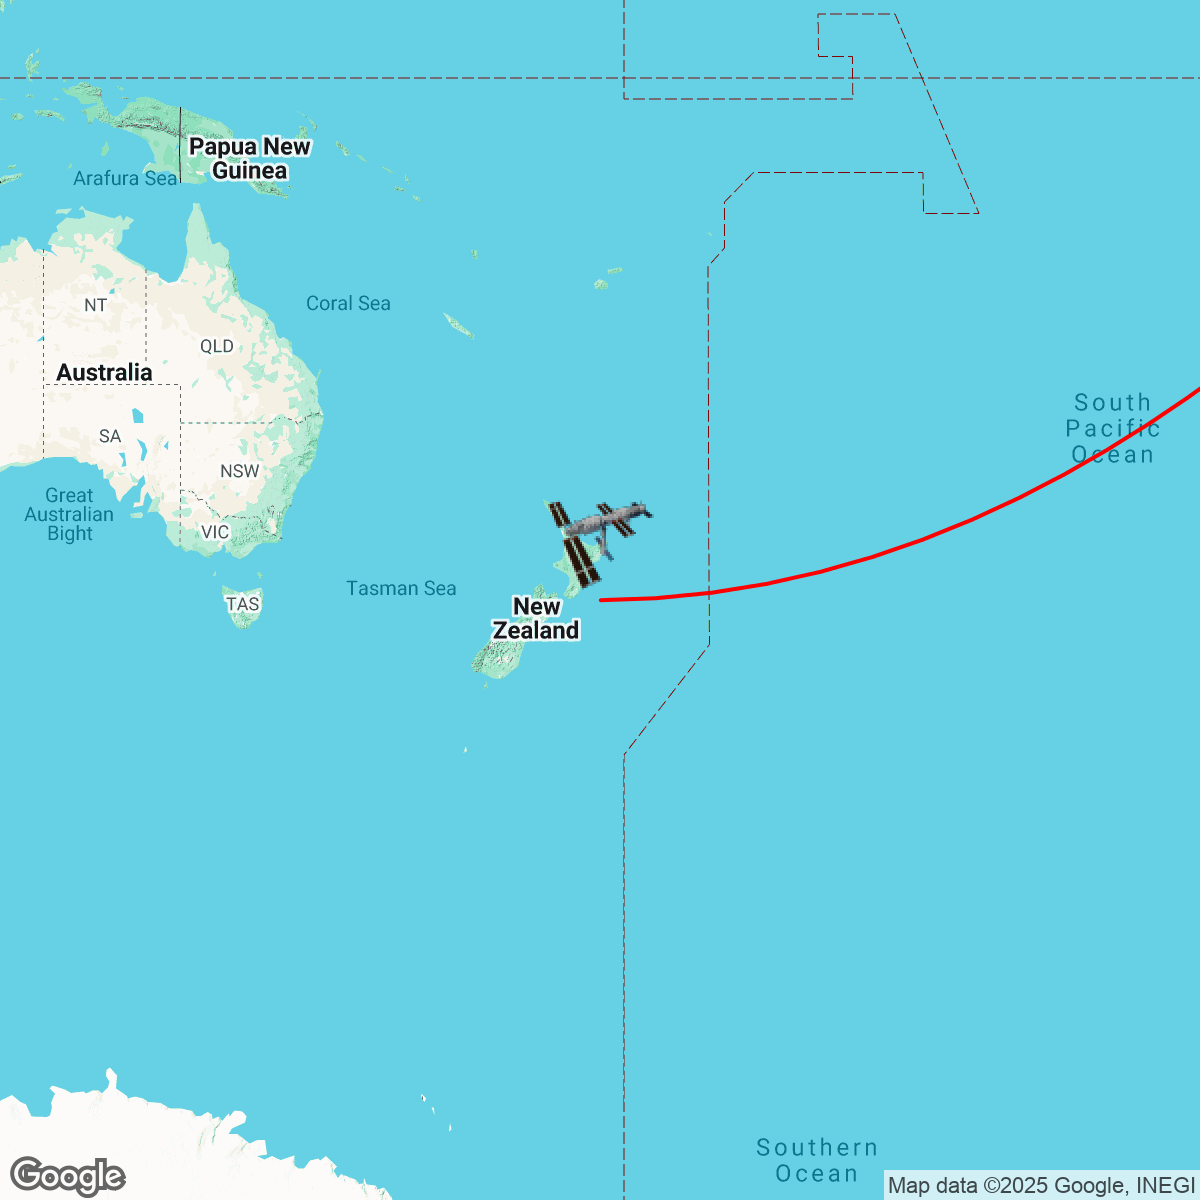 Papua New
Guinea
Arafura Sea
Coral Sea
NT
QLD
Australia
South
Pacific
Ocean
SA
NSW
Great
Australian
Bight
VIC
Tasman Sea
TAS
New
Zealand
Southern
Ocean
Google
Map data ©2025 Google, INEGI